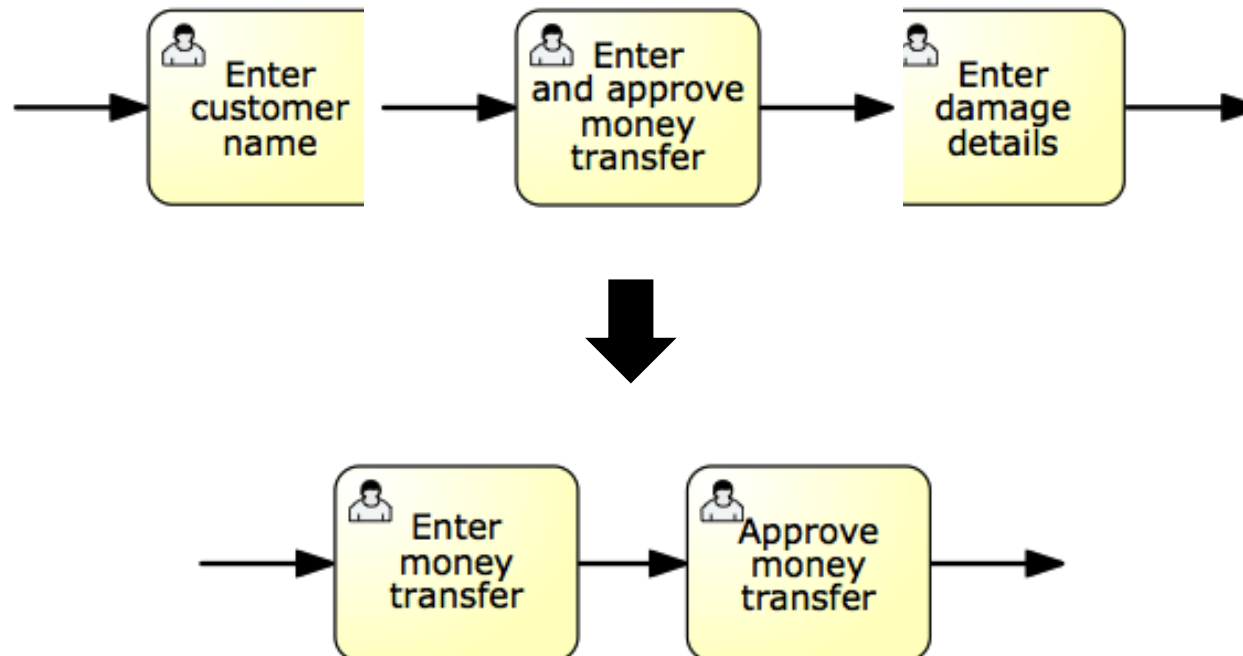 Enter
customer
name
Enter
and approve
money
transfer
Enter
damage
details
Enter
money
transfer
Approve
money
transfer